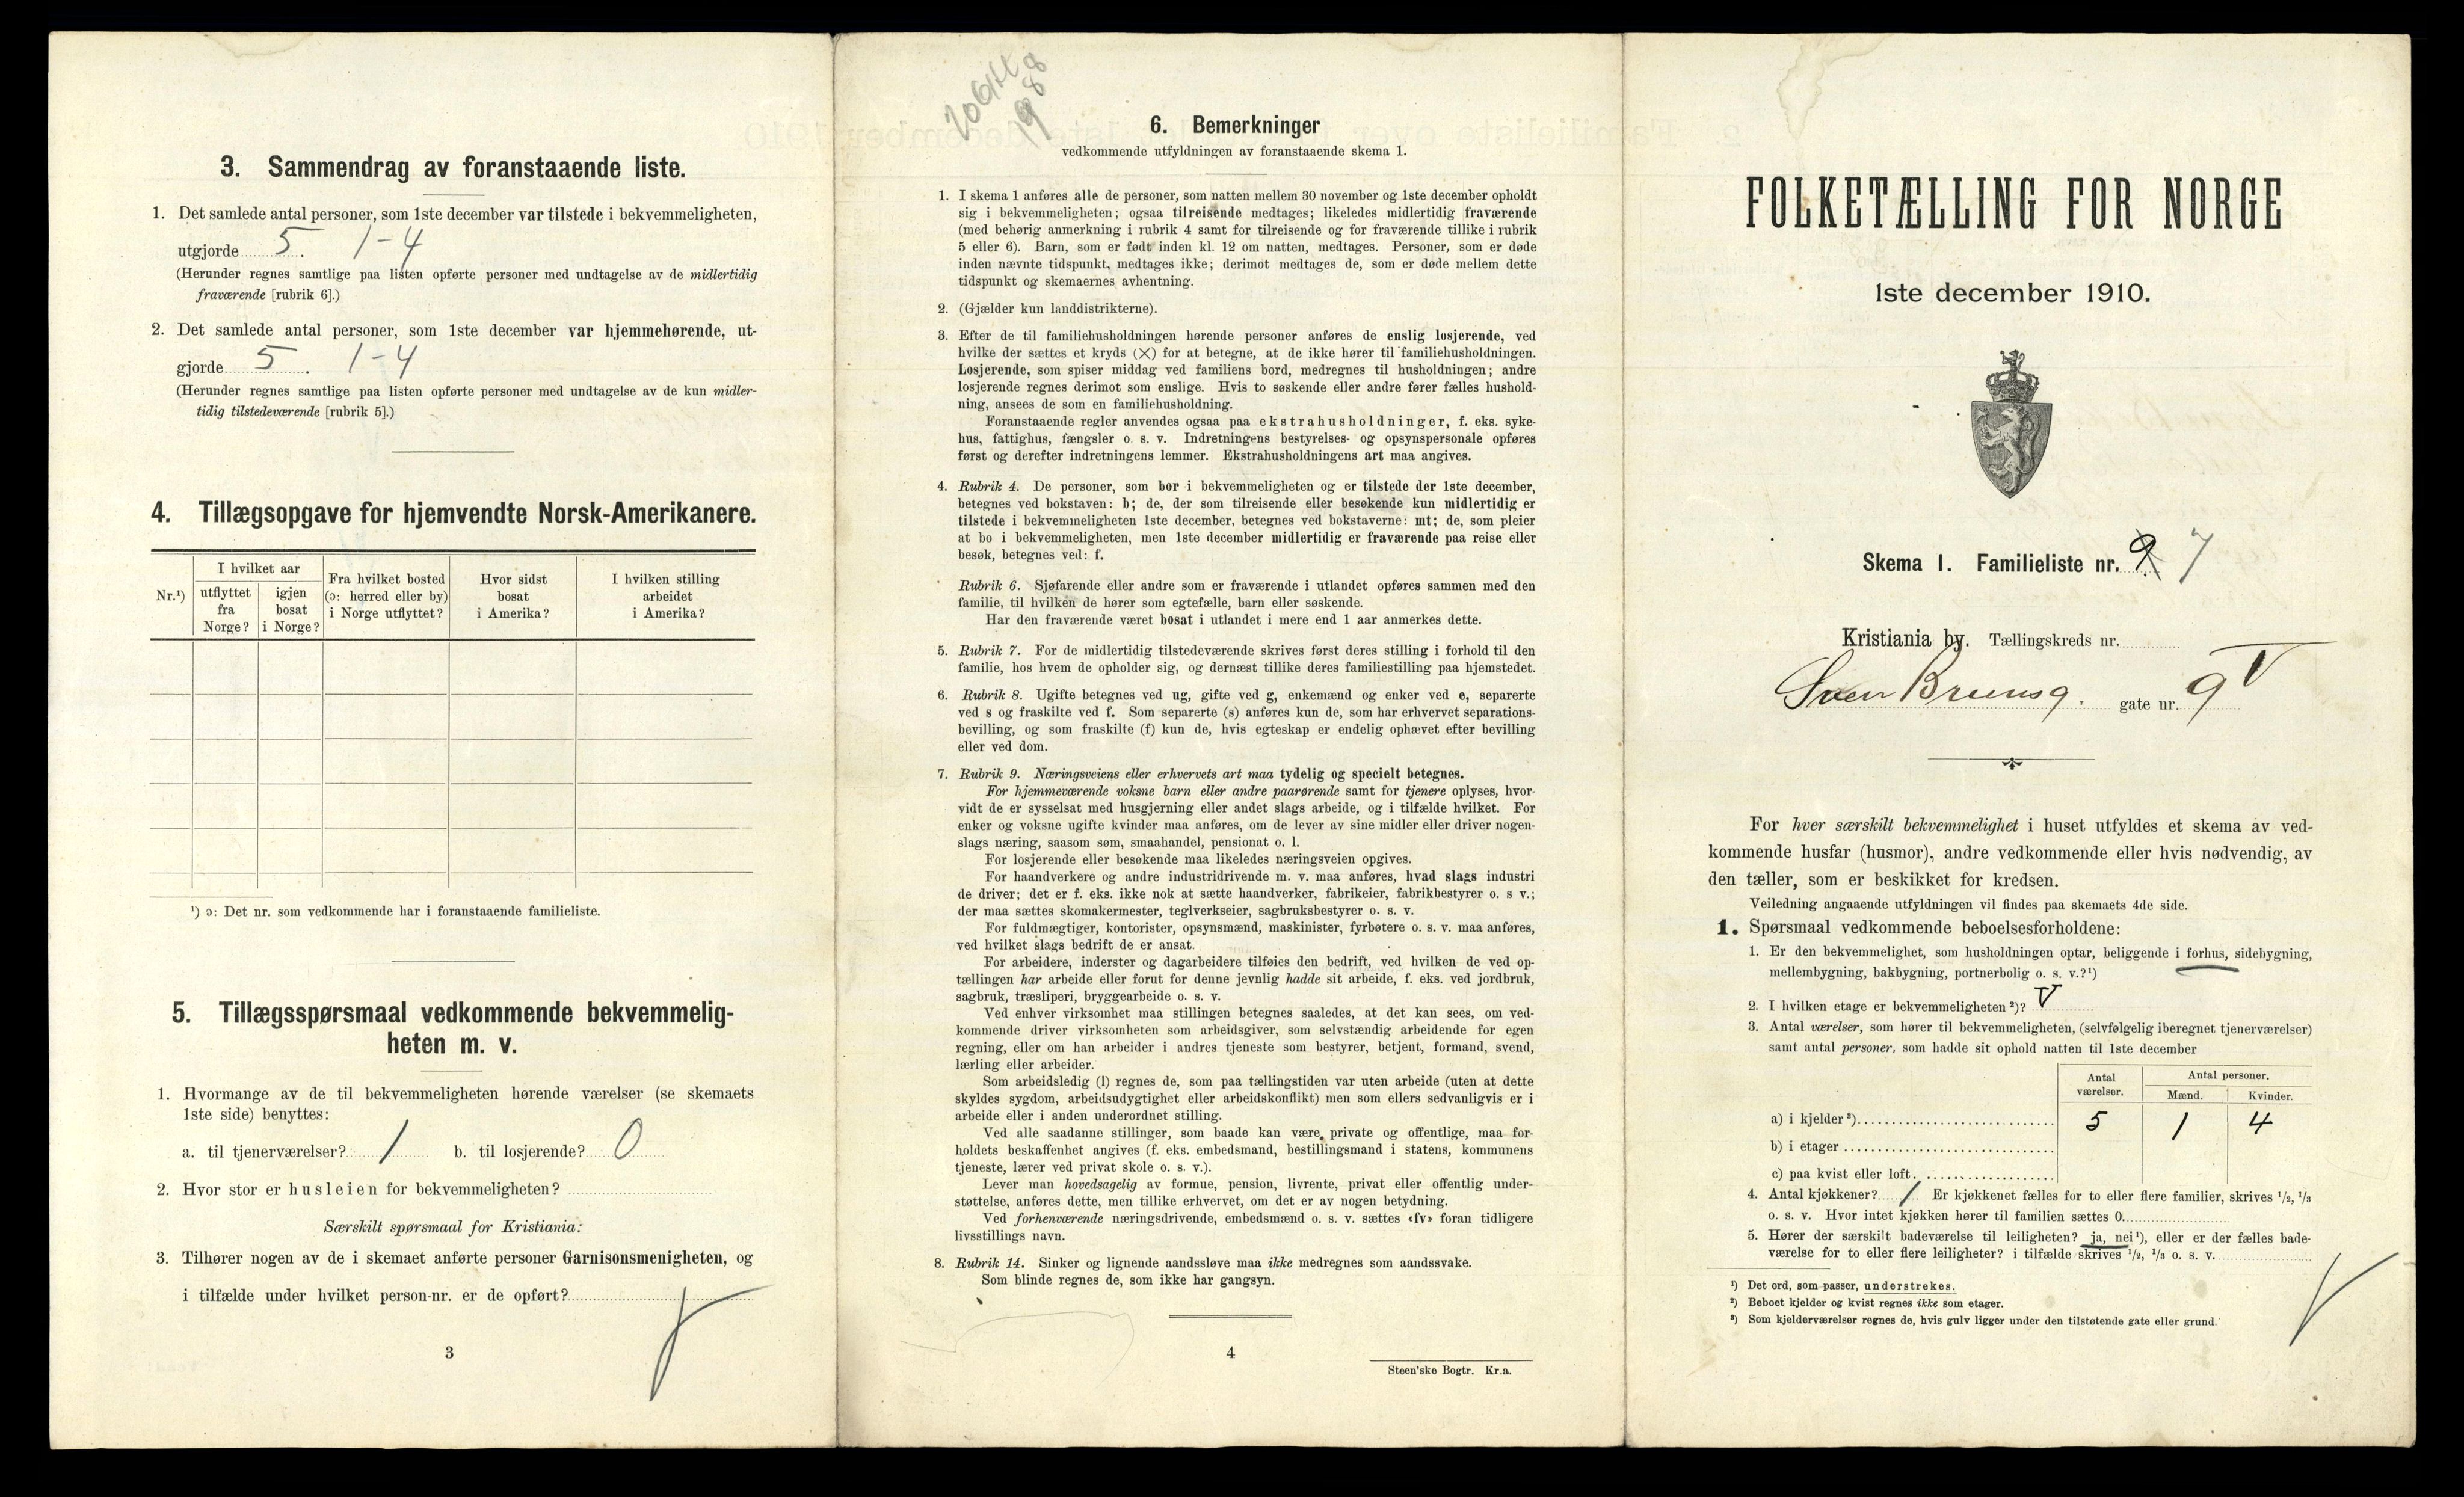 3. Sammendrag av foranstaaende liste.
1. Det samlede antal personer, som 1ste december var tilstede i bekvemmeligheten,
utgjorde 5. 1-4
(Herunder regnes samtlige paa listen opførte personer med undtagelse av de midlertidig
fraværende [rubrik 6].)
2. Det samlede antal personer, som 1ste december var hjemmehørende, ut-
gjorde 5. 1-4
(Herunder regnes samtlige paa listen opførte personer med undtagelse av de kun midler-
tidig tilstedeværende [rubrik 5].)
4. Tillægsopgave for hjemvendte Norsk-Amerikanere.
Nr.¹)
I hvilket aar
utflyttet
fra
Norge?
igjen
bosat
i Norge?
Fra hvilket bosted
(ɔ: herred eller by)
i Norge utflyttet?
Hvor sidst
bosat
i Amerika?
I hvilken stilling
arbeidet
i Amerika?
¹) ɔ: Det nr. som vedkommende har i foranstaaende familieliste.
5. Tillægsspørsmaal vedkommende bekvemmelig-
heten m. v.
1. Hvormange av de til bekvemmeligheten hørende værelser (se skemaets
1ste side) benyttes:
a. til tjenerværelser? 1 b. til losjerende? 0
2. Hvor stor er husleien for bekvemmeligheten?
Særskilt spørsmaal for Kristiania:
3. Tilhører nogen av de i skemaet anførte personer Garnisonsmenigheten, og
i tilfælde under hvilket person-nr. er de opført?
3
6. Bemerkninger
vedkommende utfyldningen av foranstaaende skema 1.
1. I skema 1 anføres alle de personer, som natten mellem 30 november og 1ste december opholdt
sig i bekvemmeligheten; ogsaa tilreisende medtages; likeledes midlertidig fraværende
(med behørig anmerkning i rubrik 4 samt for tilreisende og for fraværende tillike i rubrik
5 eller 6). Barn, som er født inden kl. 12 om natten, medtages. Personer, som er døde
inden nævnte tidspunkt, medtages ikke; derimot medtages de, som er døde mellem dette
tidspunkt og skemaernes avhentning.
2. (Gjælder kun landdistrikterne).
3. Efter de til familiehusholdningen hørende personer anføres de enslig losjerende, ved
hvilke der sættes et kryds (X) for at betegne, at de ikke hører til familiehusholdningen.
Losjerende, som spiser middag ved familiens bord, medregnes til husholdningen; andre
losjerende regnes derimot som enslige. Hvis to søskende eller andre fører fælles hushold-
ning, ansees de som en familiehusholdning.
Foranstaaende regler anvendes ogsaa paa ekstrahusholdninger, f. eks. syke-
hus, fattighus, fængsler o. s. v. Indretningens bestyrelses- og opsynspersonale opføres
først og derefter indretningens lemmer. Ekstrahusholdningens art maa angives.
4. Rubrik 4. De personer, som bor i bekvemmeligheten og er tilstede der 1ste december,
betegnes ved bokstaven: b; de, der som tilreisende eller besøkende kun midlertidig er
tilstede i bekvemmeligheten 1ste december, betegnes ved bokstaverne: mt; de, som pleier
at bo i bekvemmeligheten, men 1ste december midlertidig er fraværende paa reise eller
besøk, betegnes ved: f.
Rubrik 6. Sjøfarende eller andre som er fraværende i utlandet opføres sammen med den
familie, til hvilken de hører som egtefælle, barn eller søskende.
Har den fraværende været bosat i utlandet i mere end 1 aar anmerkes dette.
5. Rubrik 7. For de midlertidig tilstedeværende skrives først deres stilling i forhold til den
familie, hos hvem de opholder sig, og dernæst tillike deres familiestilling paa hjemstedet.
6. Rubrik 8. Ugifte betegnes ved ug, gifte ved g, enkemænd og enker ved e, separerte
ved s og fraskilte ved f. Som separerte (s) anføres kun de, som har erhvervet separations-
bevilling, og som fraskilte (f) kun de, hvis egteskap er endelig ophævet efter bevilling
eller ved dom.
7. Rubrik 9. Næringsveiens eller erhvervets art maa tydelig og specielt betegnes.
For hjemmeværende voksne barn eller andre paarørende samt for tjenere oplyses, hvor-
vidt de er sysselsat med husgjerning eller andet slags arbeide, og i tilfælde hvilket. For
enker og voksne ugifte kvinder maa anføres, om de lever av sine midler eller driver nogen-
slags næring, saasom søm, smaahandel, pensionat o. l.
For losjerende eller besøkende maa likeledes næringsveien opgives.
For haandverkere og andre industridrivende m. v. maa anføres, hvad slags industri
de driver; det er f. eks. ikke nok at sætte haandverker, fabrikeier, fabrikbestyrer o. s v.;
der maa sættes skomakermester, teglverkseier, sagbruksbestyrer o. s. v.
For fuldmægtiger, kontorister, opsynsmænd, maskinister, fyrbøtere o. s. v. maa anføres,
ved hvilket slags bedrift de er ansat.
For arbeidere, inderster og dagarbeidere tilføies den bedrift, ved hvilken de ved op-
tællingen har arbeide eller forut for denne jevnlig hadde sit arbeide, f. eks. ved jordbruk,
sagbruk, træsliperi, bryggearbeide o. s. v.
Ved enhver virksomhet maa stillingen betegnes saaledes, at det kan sees, om ved-
kommende driver virksomheten som arbeidsgiver, som selvstændig arbeidende for egen
regning, eller om han arbeider i andres tjeneste som bestyrer, betjent, formand, svend,
lærling eller arbeider.
Som arbeidsledig (l) regnes de, som paa tællingstiden var uten arbeide (uten at dette
skyldes sygdom, arbeidsudygtighet eller arbeidskonflikt) men som ellers sedvanligvis er i
arbeide eller i anden underordnet stilling.
Ved alle saadanne stillinger, som baade kan være private og offentlige, maa for-
holdets beskaffenhet angives (f. eks. embedsmand, bestillingsmand i statens, kommunens
tjeneste, lærer ved privat skole o. s. v.).
Lever man hovedsagelig av formue, pension, livrente, privat eller offentlig under-
støttelse, anføres dette, men tillike erhvervet, om det er av nogen betydning.
Ved forhenværende næringsdrivende, embedsmænd o. s. v. sættes «fv» foran tidligere
livsstillings navn.
8. Rubrik 14. Sinker og lignende aandssløve maa ikke medregnes som aandssvake.
Som blinde regnes de, som ikke har gangsyn.
4
Steen'ske Bogtr. Kr.a.
FOLKETÆLLING FOR NORGE
1ste december 1910.
Skema 1. Familieliste nr. 9 7
Kristiania by. Tællingskreds nr.
Sven Brunsg. gate nr. 9 V
For hver særskilt bekvemmelighet i huset utfyldes et skema av ved-
kommende husfar (husmor), andre vedkommende eller hvis nødvendig, av
den tæller, som er beskikket for kredsen.
Veiledning angaaende utfyldningen vil findes paa skemaets 4de side.
1. Spørsmaal vedkommende beboelsesforholdene:
1. Er den bekvemmelighet, som husholdningen optar, beliggende i forhus, sidebygning,
mellembygning, bakbygning, portnerbolig o. s. v.?¹)
2. I hvilken etage er bekvemmeligheten²)? V
3. Antal værelser, som hører til bekvemmeligheten, (selvfølgelig iberegnet tjenerværelser)
samt antal personer, som hadde sit ophold natten til 1ste december
Antal
værelser.
Antal personer.
Mænd. Kvinder.
a) i kjelder³) 5 1 4
b) i etager
c) paa kvist eller loft
4. Antal kjøkkener? 1 Er kjøkkenet fælles for to eller flere familier, skrives ½, ⅓
o. s. v. Hvor intet kjøkken hører til familien sættes 0.
5. Hører der særskilt badeværelse til leiligheten? ja, nei¹), eller er der fælles bade-
værelse for to eller flere leiligheter? i tilfælde skrives ½, ⅓ o. s. v.
¹) Det ord, som passer, understrekes.
²) Beboet kjelder og kvist regnes ikke som etager.
³) Som kjelderværelser regnes de, hvis gulv ligger under den tilstøtende gate eller grund.